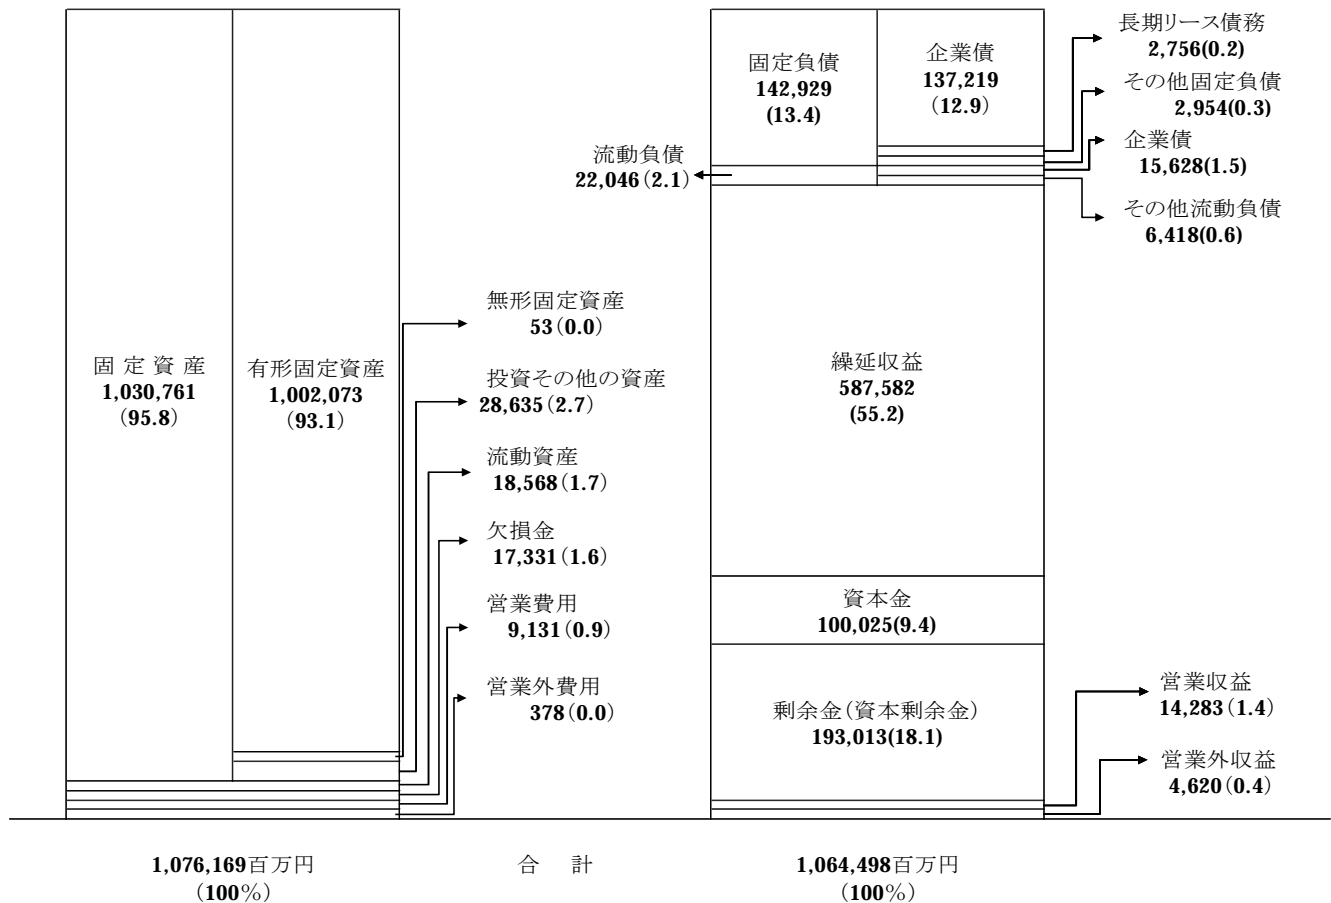 固定資産
1,030,761
(95.8)
有形固定資産
1,002,073
(93.1)
無形固定資産
53(0.0)
投資その他の資産
28,635(2.7)
流動資産
18,568(1.7)
欠損金
17,331(1.6)
営業費用
9,131(0.9)
営業外費用
378(0.0)
固定負債
142,929
(13.4)
企業債
137,219
(12.9)
長期リース債務
2,756(0.2)
その他固定負債
2,954(0.3)
企業債
15,628(1.5)
その他流動負債
6,418(0.6)
流動負債
22,046(2.1)
繰延収益
587,582
(55.2)
資本金
100,025(9.4)
剰余金(資本剰余金)
193,013(18.1)
営業収益
14,283(1.4)
営業外収益
4,620(0.4)
1,076,169百万円
(100%)
合計
1,064,498百万円
(100%)